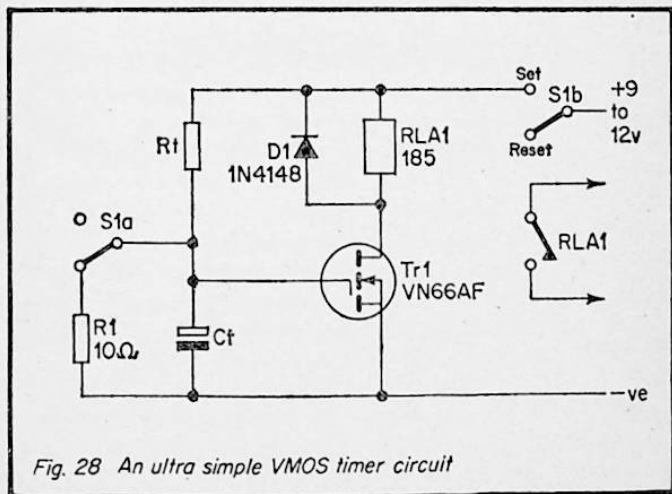 Set
S1b
+9
to
12v
Reset
Rt
D1
1N4148
RLA1
185
S1a
RLA1
Tr1
VN66AF
R1
10Ω
Ct
-ve
Fig. 28 An ultra simple VMOS timer circuit